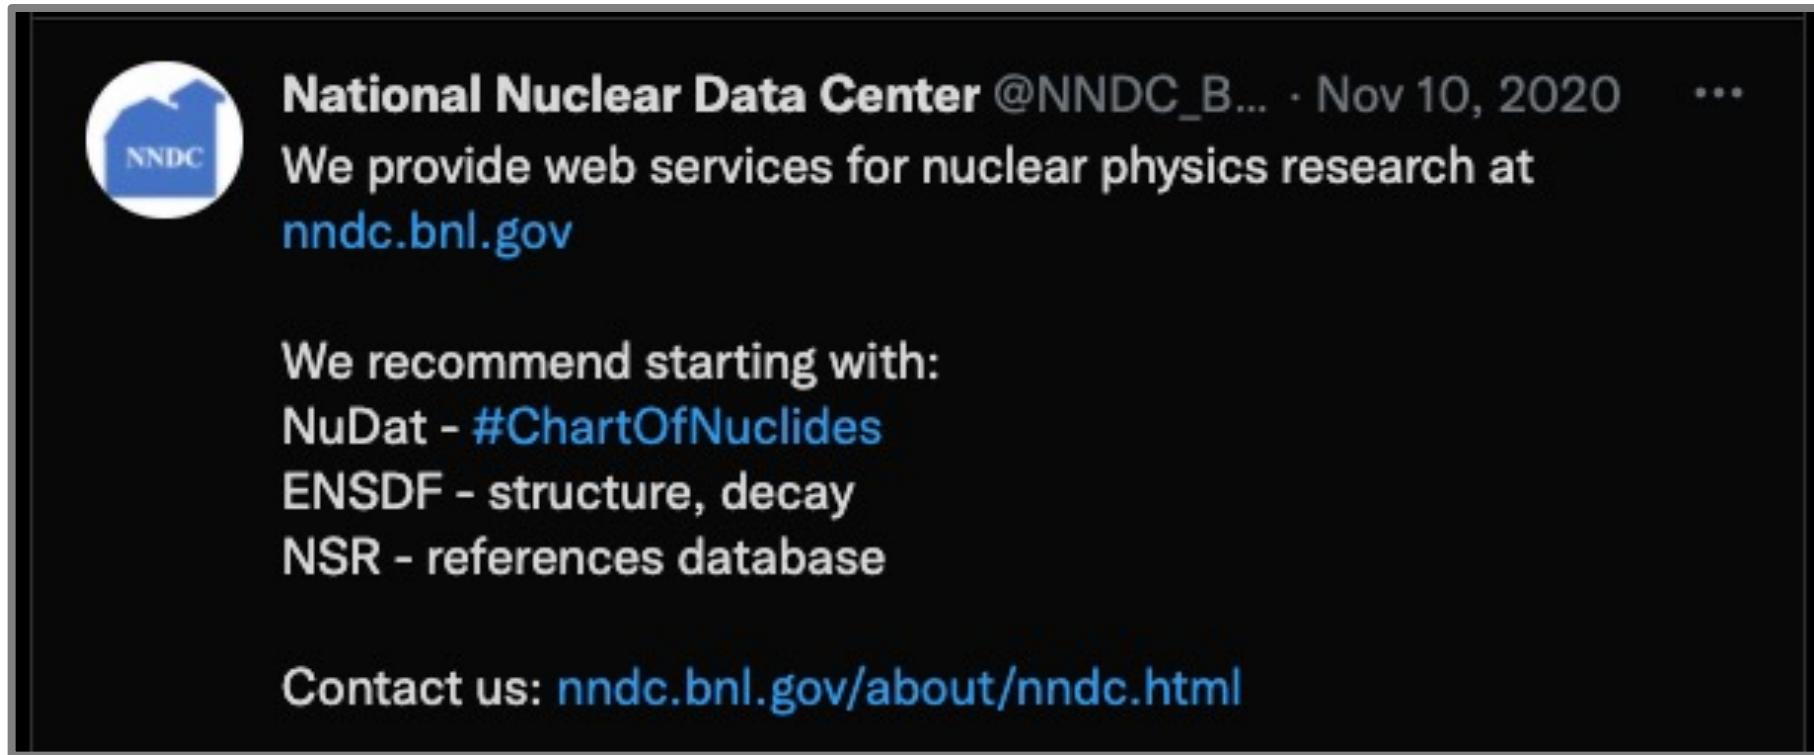 National Nuclear Data Center @NNDC_B... · Nov 10, 2020 ...
NNDC
We provide web services for nuclear physics research at
nndc.bnl.gov
We recommend starting with:
NuDat - #ChartOfNuclides
ENSDF - structure, decay
NSR - references database
Contact us: nndc.bnl.gov/about/nndc.html